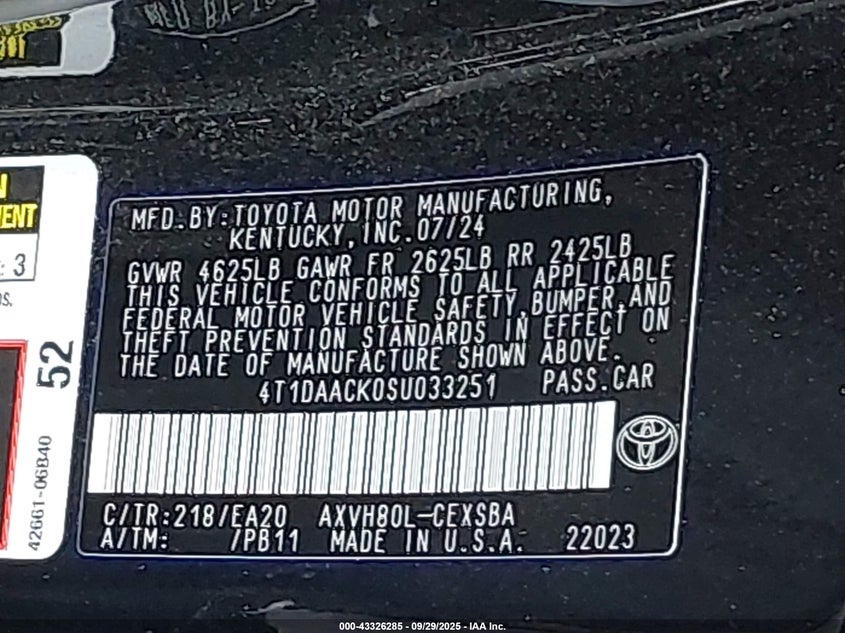 MFD.BY:TOYOTA MOTOR MANUFACTURING,
KENTUCKY,INC.07/24
GVWR 4625LB GAWR FR 2625LB RR 2425LB
THIS VEHICLE CONFORMS TO ALL APPLICABLE
FEDERAL MOTOR VEHICLE SAFETY,BUMPER,AND
THEFT PREVENTION STANDARDS IN EFFECT ON
THE DATE OF MANUFACTURE SHOWN ABOVE.
4T1DAACK0SU033251 PASS.CAR
C/TR:218/EA20 AXVH80L-CEXSBA
A/TM: /PB11 MADE IN U.S.A. 22023
3
52
42661-06B40
000-43326285 - 09/29/2025 - IAA Inc.